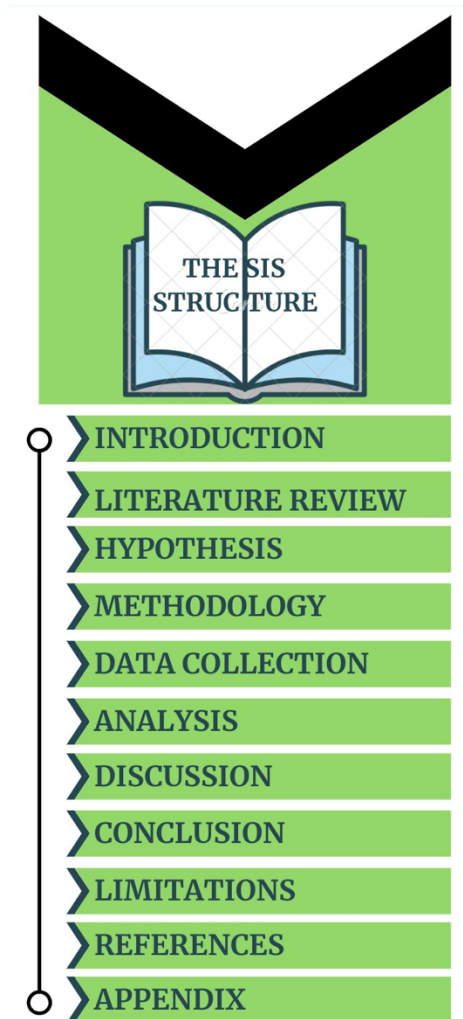 THESIS
STRUCTURE
INTRODUCTION
LITERATURE REVIEW
HYPOTHESIS
METHODOLOGY
DATA COLLECTION
ANALYSIS
DISCUSSION
CONCLUSION
LIMITATIONS
REFERENCES
APPENDIX